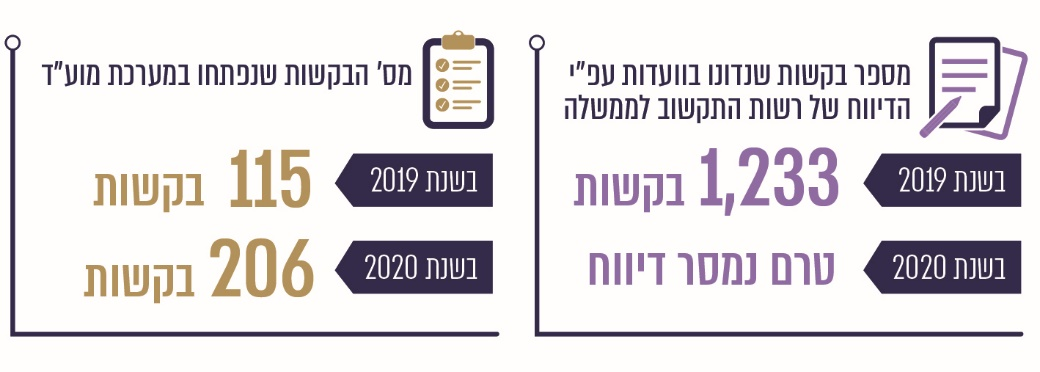 מספר בקשות שנדונו בוועדות עפ"י
הדיווח של רשות התקשוב לממשלה
בשנת 2019
1,233 בקשות
בשנת 2020
טרם נמסר דיווח
מס' הבקשות שנפתחו במערכת מוע"ד
בשנת 2019
115 בקשות
בשנת 2020
206 בקשות